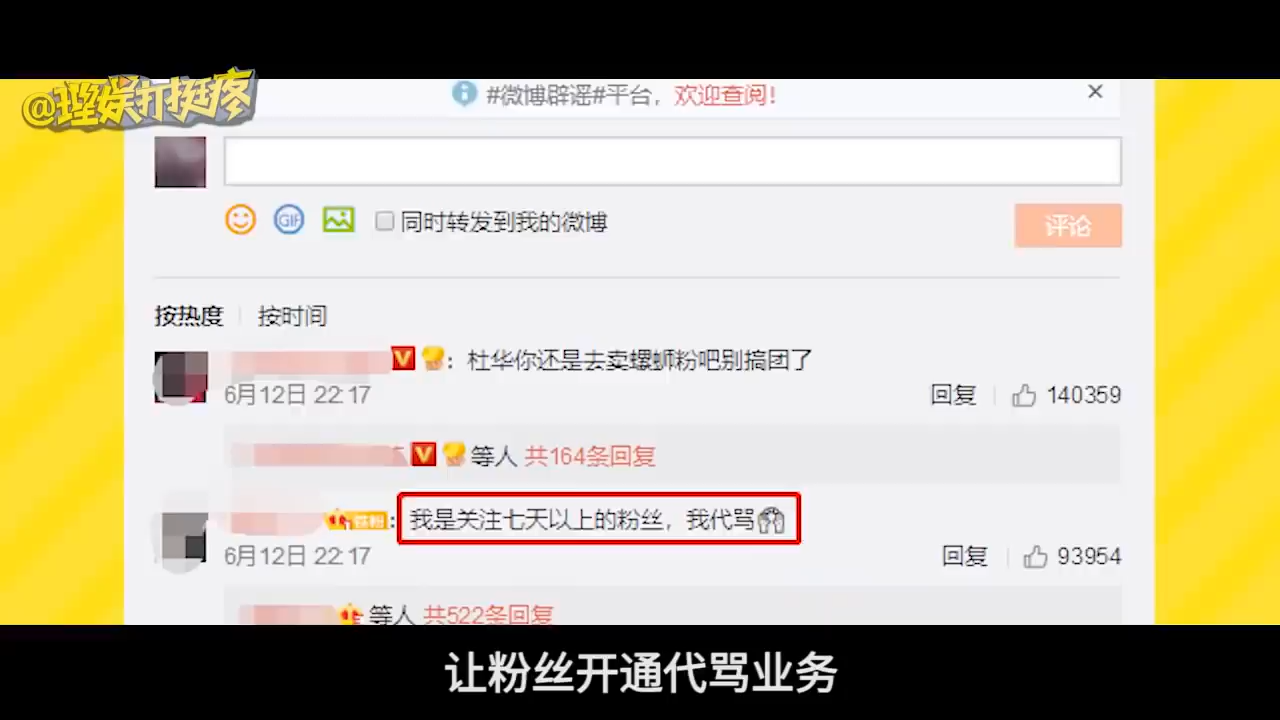 @理娱打挺疼
#微博辟谣#平台，欢迎查阅！
GIF
同时转发到我的微博
评论
按热度 按时间
V：杜华你还是去卖螺蛳粉吧别搞团了
6月12日 22:17 回复 140359
V 等人 共164条回复
铁粉：我是关注七天以上的粉丝，我代骂
6月12日 22:17 回复 93954
等人 共522条回复
让粉丝开通代骂业务